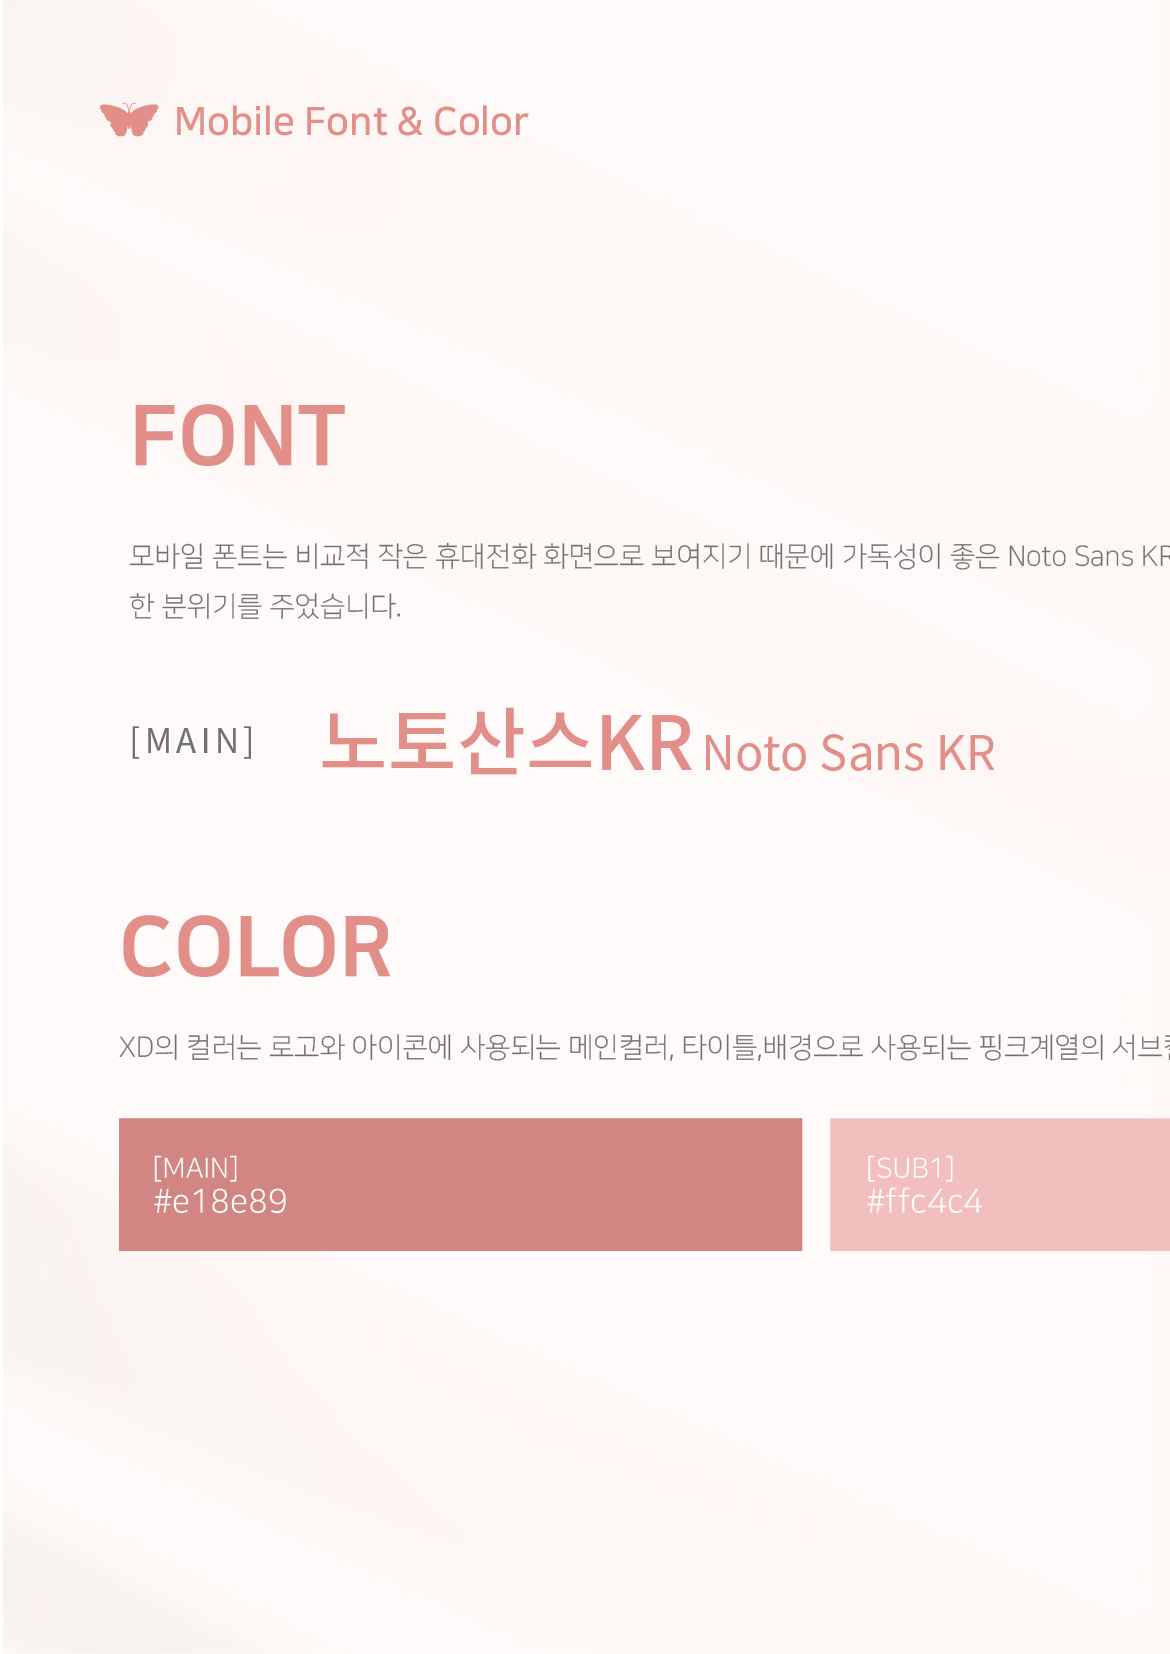 Mobile Font & Color
FONT
모바일 폰트는 비교적 작은 휴대전화 화면으로 보여지기 때문에 가독성이 좋은 Noto Sans KR
한 분위기를 주었습니다.
[MAIN] 노토산스KR Noto Sans KR
COLOR
XD의 컬러는 로고와 아이콘에 사용되는 메인컬러, 타이틀,배경으로 사용되는 핑크계열의 서브
[MAIN]
#e18e89
[SUB1]
#ffc4c4